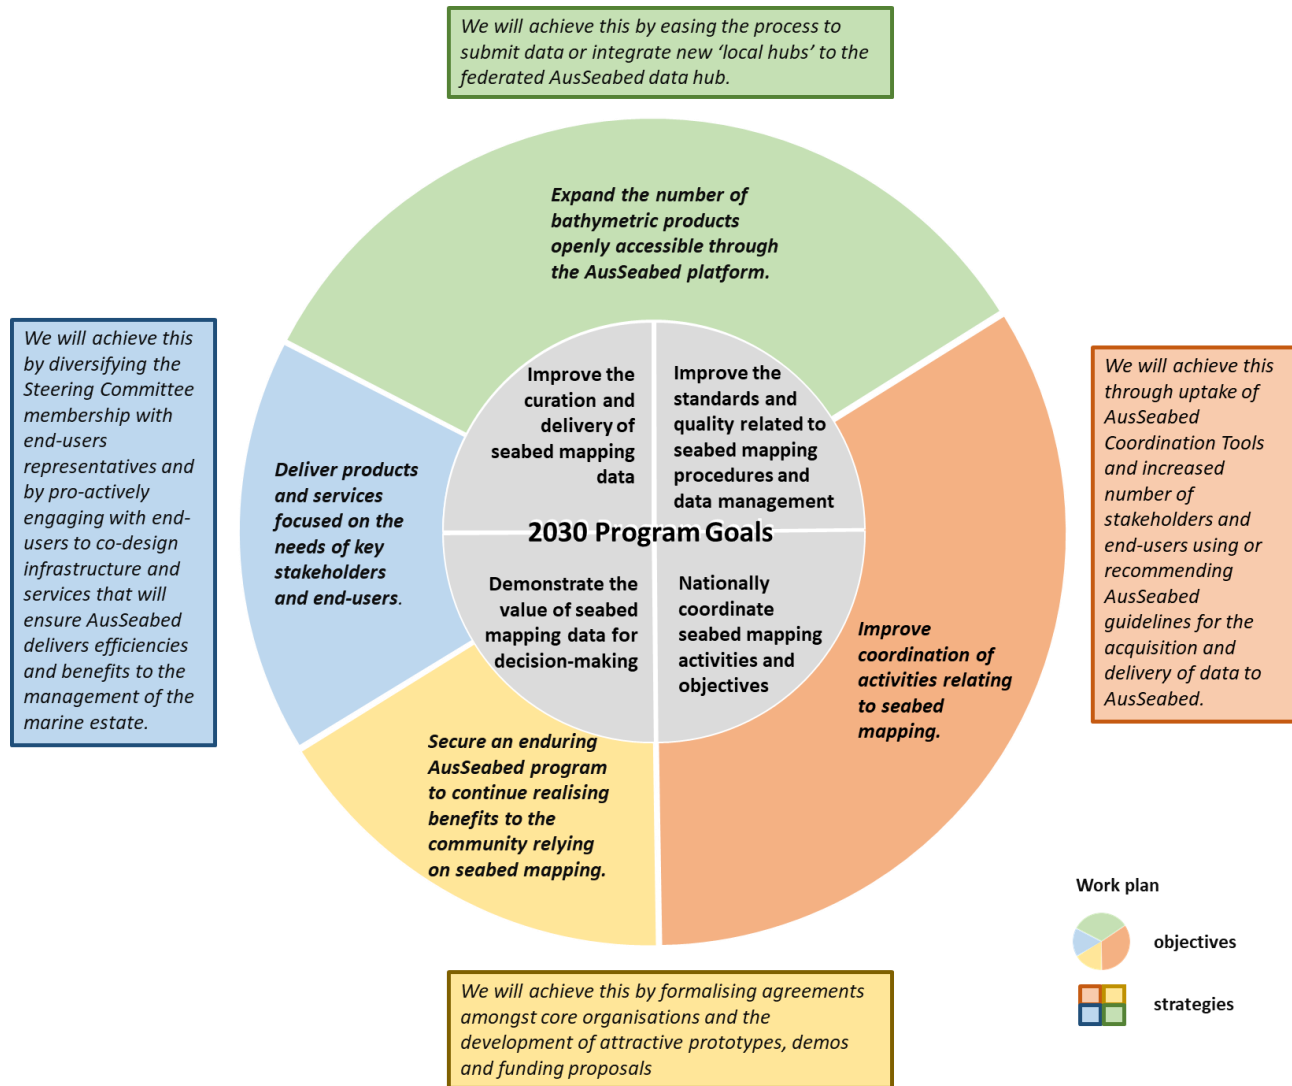 We will achieve this by easing the process to
submit data or integrate new ‘local hubs’ to the
federated AusSeabed data hub.
Expand the number of
bathymetric products
openly accessible through
the AusSeabed platform.
We will achieve this
by diversifying the
Steering Committee
membership with
end-users
representatives and
by pro-actively
engaging with end-
users to co-design
infrastructure and
services that will
ensure AusSeabed
delivers efficiencies
and benefits to the
management of the
marine estate.
Deliver products
and services
focused on the
needs of key
stakeholders
and end-users.
Improve the
curation and
delivery of
seabed mapping
data
Improve the
standards and
quality related to
seabed mapping
procedures and
data management
2030 Program Goals
Demonstrate the
value of seabed
mapping data for
decision-making
Nationally
coordinate
seabed mapping
activities and
objectives
Improve
coordination of
activities relating
to seabed
mapping.
We will achieve this
through uptake of
AusSeabed
Coordination Tools
and increased
number of
stakeholders and
end-users using or
recommending
AusSeabed
guidelines for the
acquisition and
delivery of data to
AusSeabed.
Secure an enduring
AusSeabed program
to continue realising
benefits to the
community relying
on seabed mapping.
We will achieve this by formalising agreements
amongst core organisations and the
development of attractive prototypes, demos
and funding proposals
Work plan
objectives
strategies